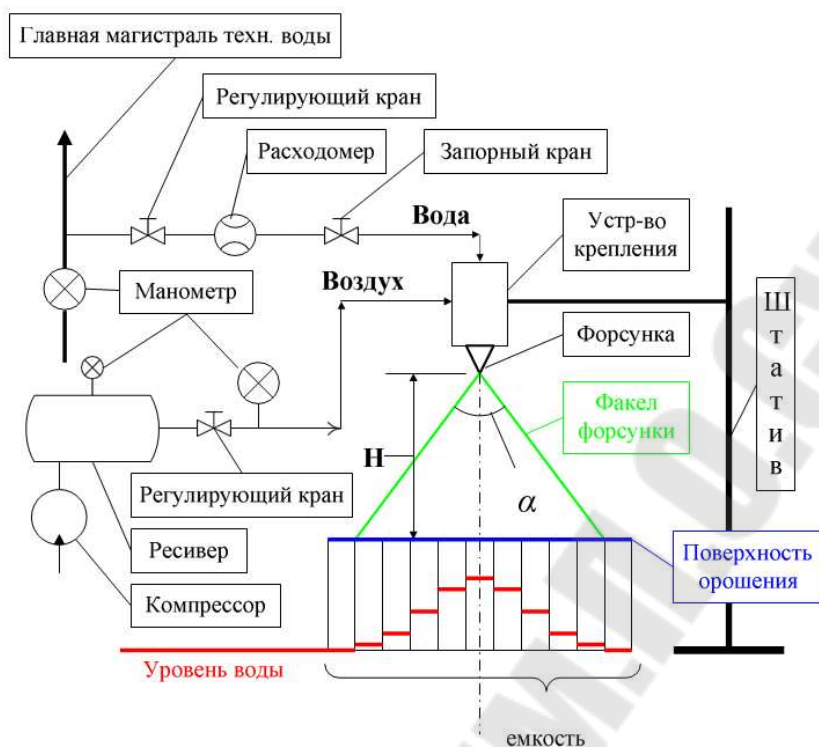 Главная магистраль техн. воды
Регулирующий кран
Расходомер
Запорный кран
Вода
Устр-во
крепления
Воздух
Манометр
Штатив
Форсунка
Факел
форсунки
H
α
Регулирующий кран
Ресивер
Поверхность
орошения
Компрессор
Уровень воды
емкость